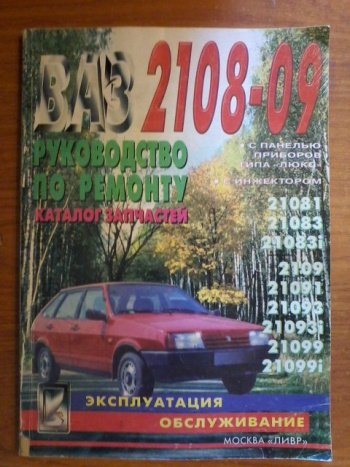 ВАЗ 2108-09
РУКОВОДСТВО
ПО РЕМОНТУ
КАТАЛОГ ЗАПЧАСТЕЙ
• С ПАНЕЛЬЮ
ПРИБОРОВ
ТИПА «ЛЮКС»
• С ИНЖЕКТОРОМ
21081
21083
21083i
2109
21091
21093
21093i
21099
21099i
ЭКСПЛУАТАЦИЯ
ОБСЛУЖИВАНИЕ
МОСКВА «ЛИВР»